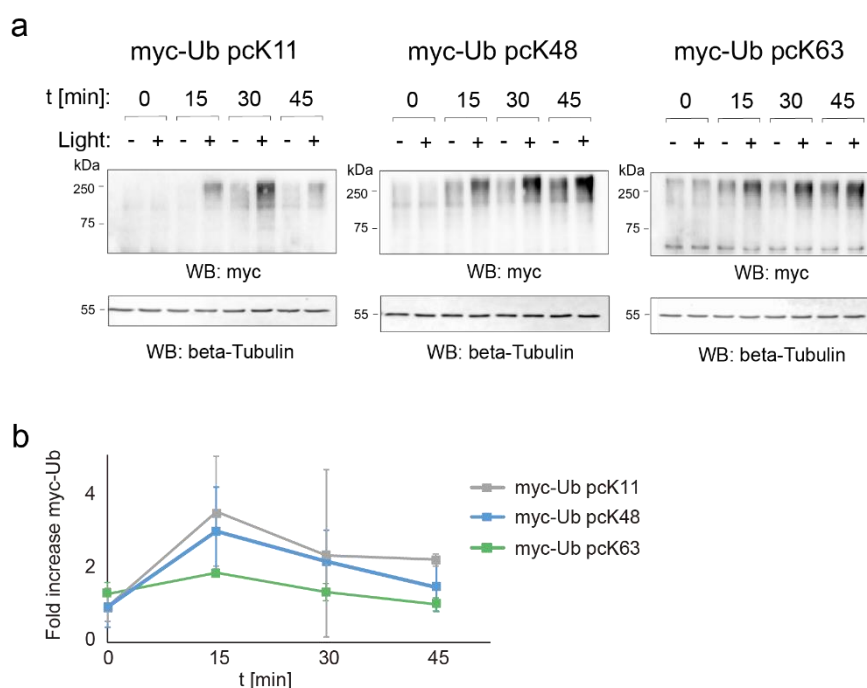 a
myc-Ub pcK11 myc-Ub pcK48 myc-Ub pcK63
t [min]: 0 15 30 45 0 15 30 45 0 15 30 45
Light: - + - + - + - + - + - + - + - + - + - + - + - +
kDa kDa kDa
250 250 250
75 75 75
WB: myc WB: myc WB: myc
55 55 55
WB: beta-Tubulin WB: beta-Tubulin WB: beta-Tubulin
b
Fold increase myc-Ub
4
2
0
0 15 30 45
t [min]
myc-Ub pcK11
myc-Ub pcK48
myc-Ub pcK63